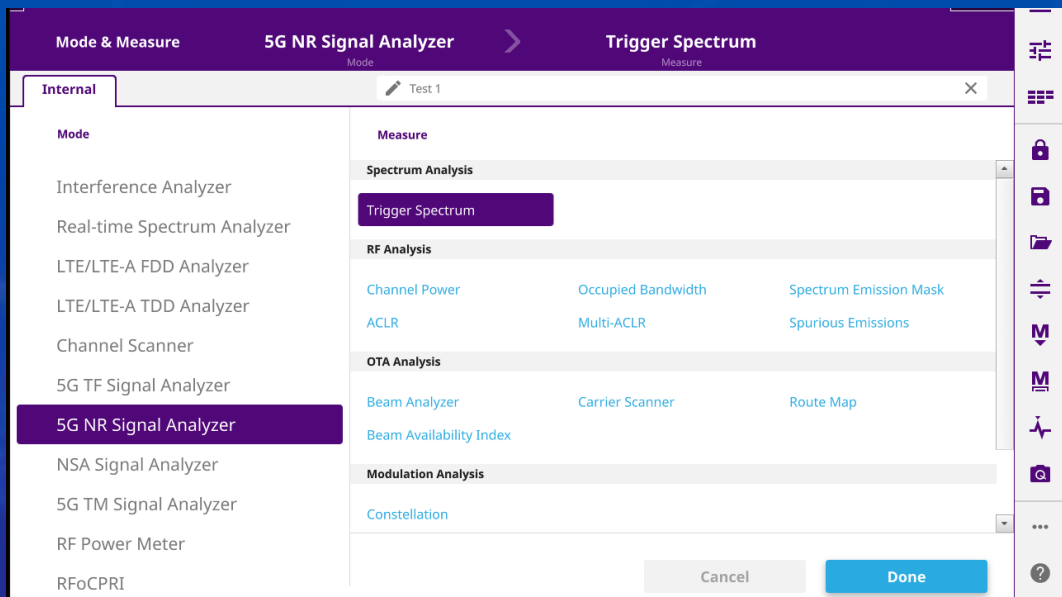 Mode & Measure
5G NR Signal Analyzer
Mode
Trigger Spectrum
Measure
Internal
Test 1
Mode
Interference Analyzer
Real-time Spectrum Analyzer
LTE/LTE-A FDD Analyzer
LTE/LTE-A TDD Analyzer
Channel Scanner
5G TF Signal Analyzer
5G NR Signal Analyzer
NSA Signal Analyzer
5G TM Signal Analyzer
RF Power Meter
RFoCPRI
Measure
Spectrum Analysis
Trigger Spectrum
RF Analysis
Channel Power Occupied Bandwidth Spectrum Emission Mask
ACLR Multi-ACLR Spurious Emissions
OTA Analysis
Beam Analyzer Carrier Scanner Route Map
Beam Availability Index
Modulation Analysis
Constellation
Cancel Done
M
M
Q
?